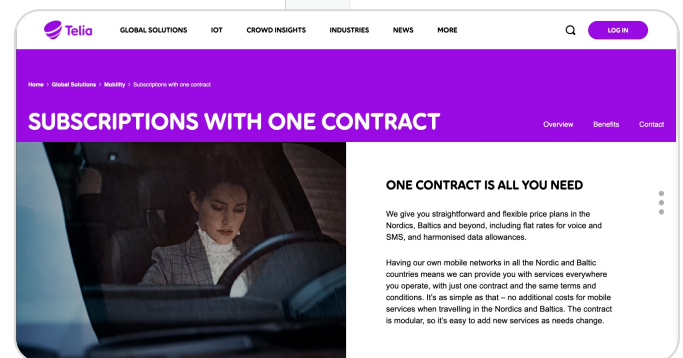 Telia
GLOBAL SOLUTIONS IOT CROWD INSIGHTS INDUSTRIES NEWS MORE LOG IN
Home > Global Solutions > Mobility > Subscriptions with one contract
SUBSCRIPTIONS WITH ONE CONTRACT
Overview Benefits Contact
ONE CONTRACT IS ALL YOU NEED
We give you straightforward and flexible price plans in the
Nordics, Baltics and beyond, including flat rates for voice and
SMS, and harmonised data allowances.
Having our own mobile networks in all the Nordic and Baltic
countries means we can provide you with services everywhere
you operate, with just one contract and the same terms and
conditions. It's as simple as that – no additional costs for mobile
services when travelling in the Nordics and Baltics. The contract
is modular, so it's easy to add new services as needs change.